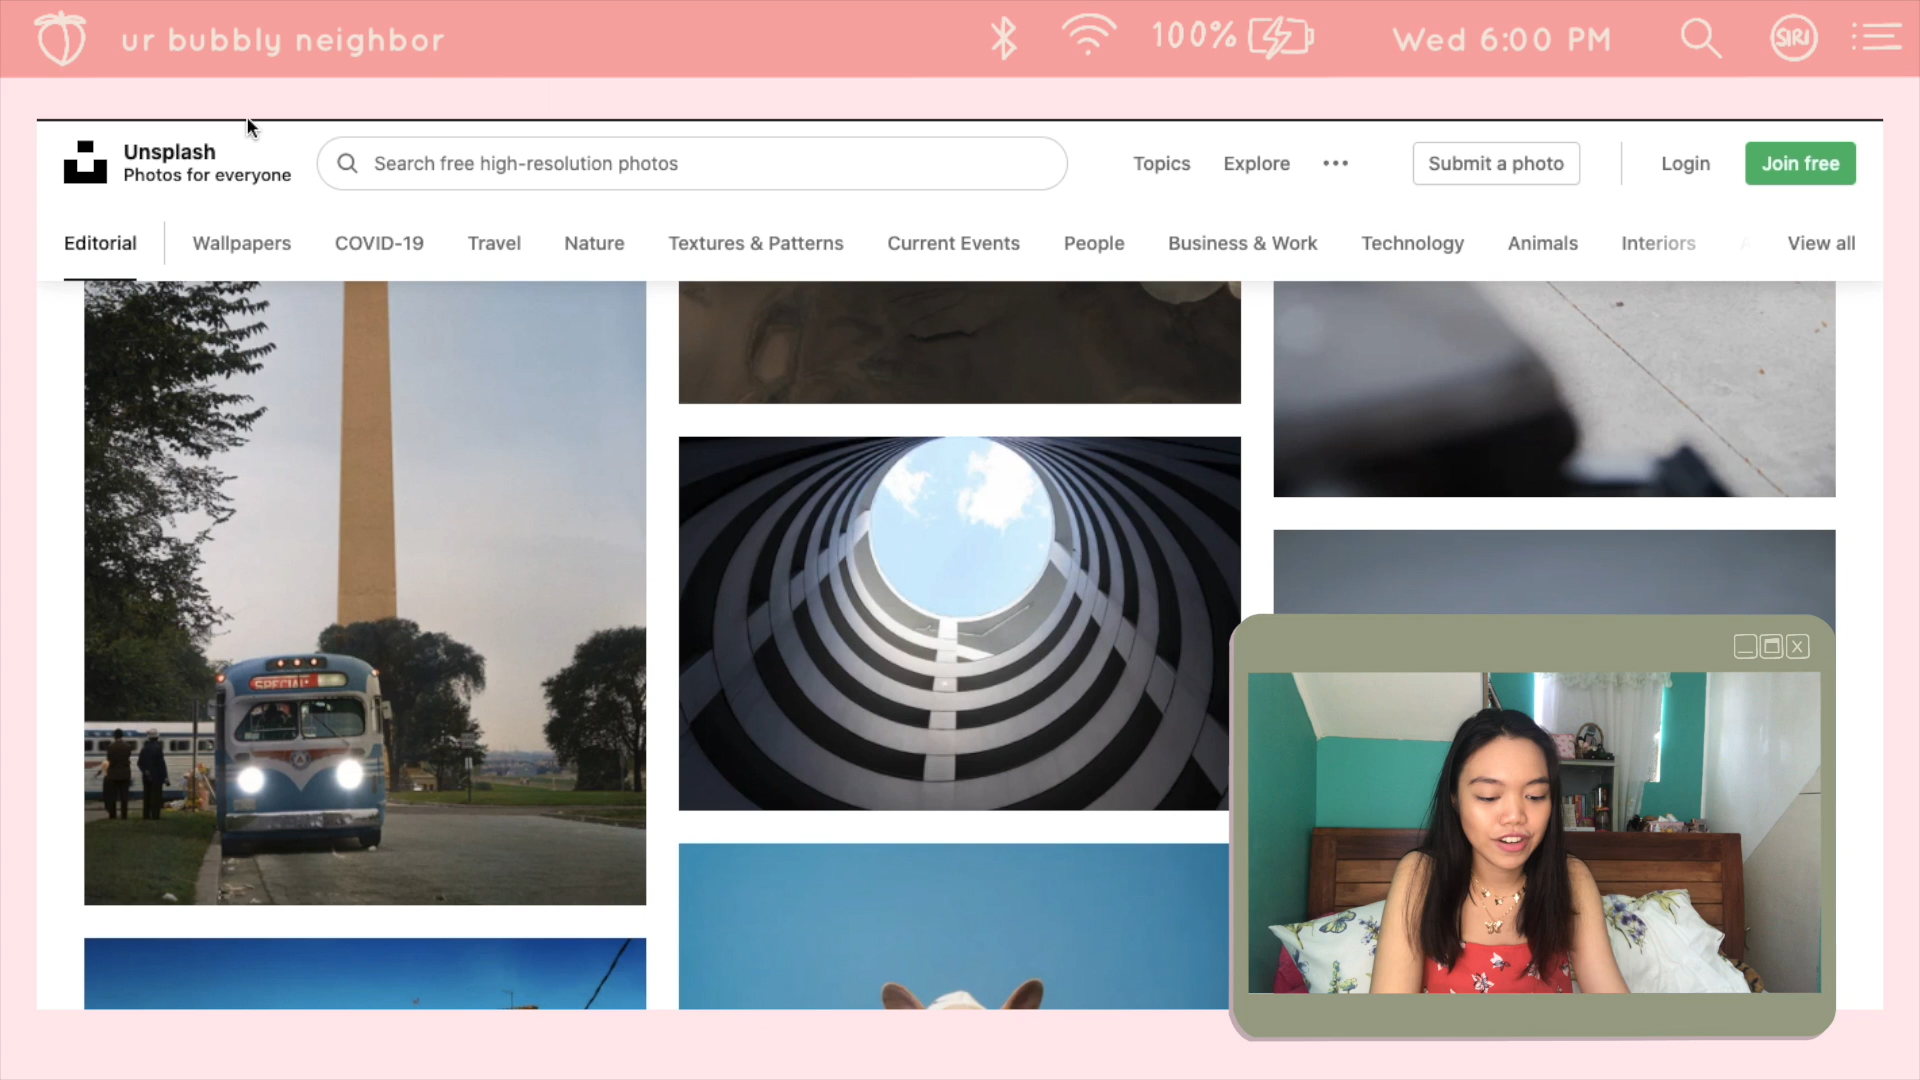 ur bubbly neighbor
100%
Wed 6:00 PM
SIRI
Unsplash
Photos for everyone
Search free high-resolution photos
Topics
Explore
Submit a photo
Login
Join free
Editorial
Wallpapers
COVID-19
Travel
Nature
Textures & Patterns
Current Events
People
Business & Work
Technology
Animals
Interiors
View all
SPECIAL